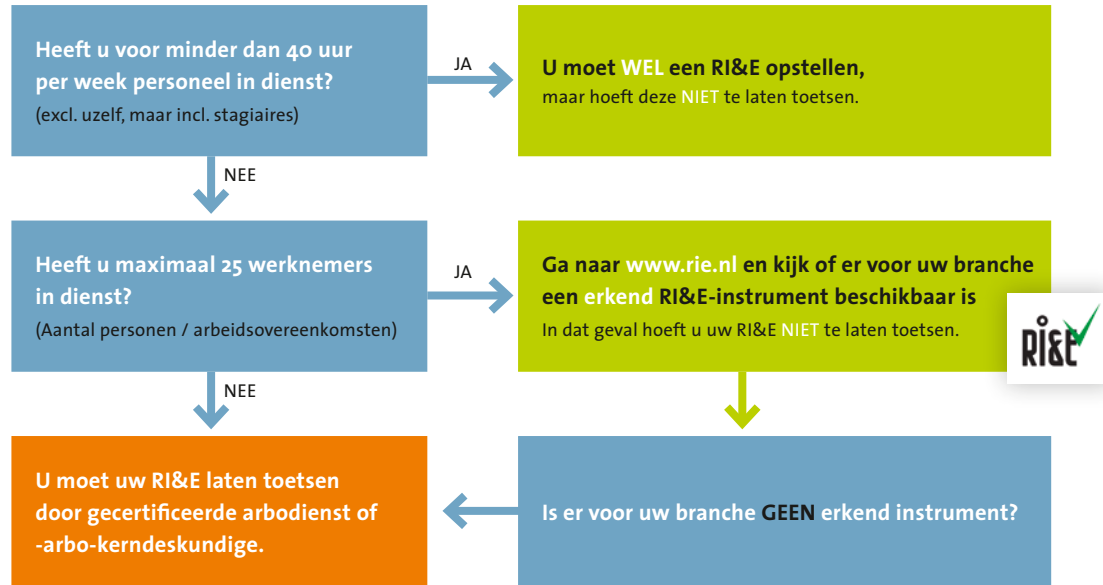 Heeft u voor minder dan 40 uur
per week personeel in dienst?
(excl. uzelf, maar incl. stagiaires)
JA
U moet WEL een RI&E opstellen,
maar hoeft deze NIET te laten toetsen.
NEE
Heeft u maximaal 25 werknemers
in dienst?
(Aantal personen / arbeidsovereenkomsten)
JA
Ga naar www.rie.nl en kijk of er voor uw branche
een erkend RI&E-instrument beschikbaar is
In dat geval hoeft u uw RI&E NIET te laten toetsen.
RI&E
NEE
U moet uw RI&E laten toetsen
door gecertificeerde arbodienst of
-arbo-kerndeskundige.
Is er voor uw branche GEEN erkend instrument?